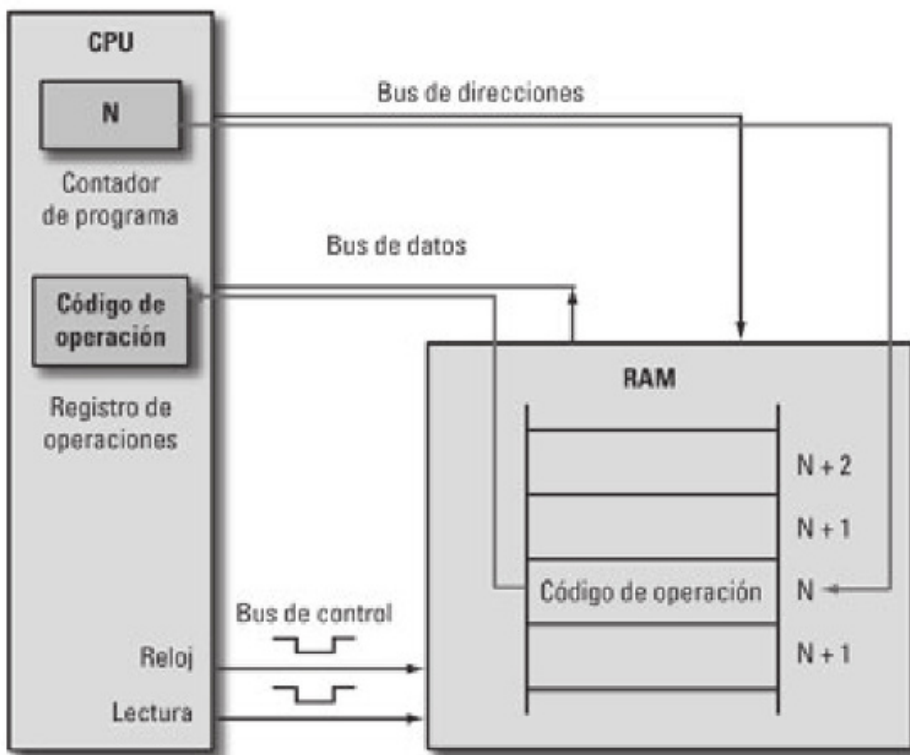 CPU
N
Contador
de programa
Bus de direcciones
Bus de datos
Código de
operación
Registro de
operaciones
RAM
N + 2
N + 1
Código de operación
N
N + 1
Bus de control
Reloj
Lectura